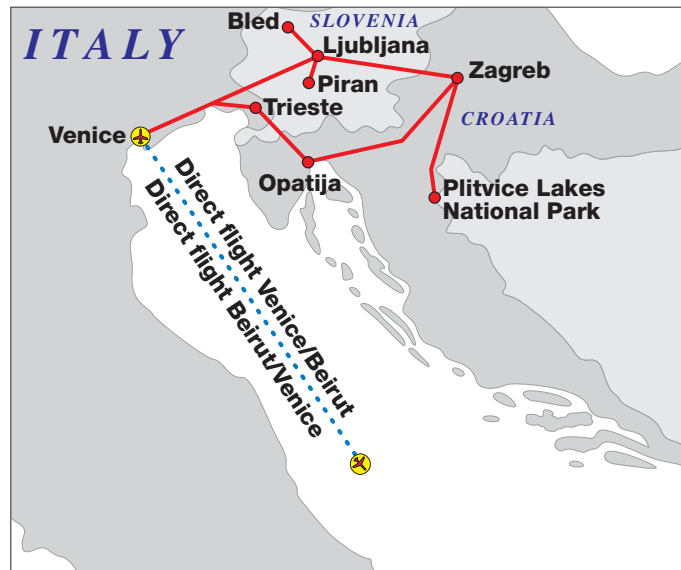 ITALY
SLOVENIA
Bled
Ljubljana
Zagreb
Piran
Trieste
CROATIA
Venice
Opatija
Plitvice Lakes
National Park
Direct flight Venice/Beirut
Direct flight Beirut/Venice